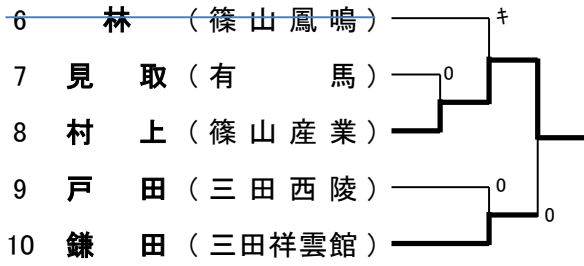 6 林 (篠山鳳鳴) キ
7 見取 (有馬) 0
8 村上 (篠山産業)
9 戸田 (三田西陵) 0
0
10 鎌田 (三田祥雲館)